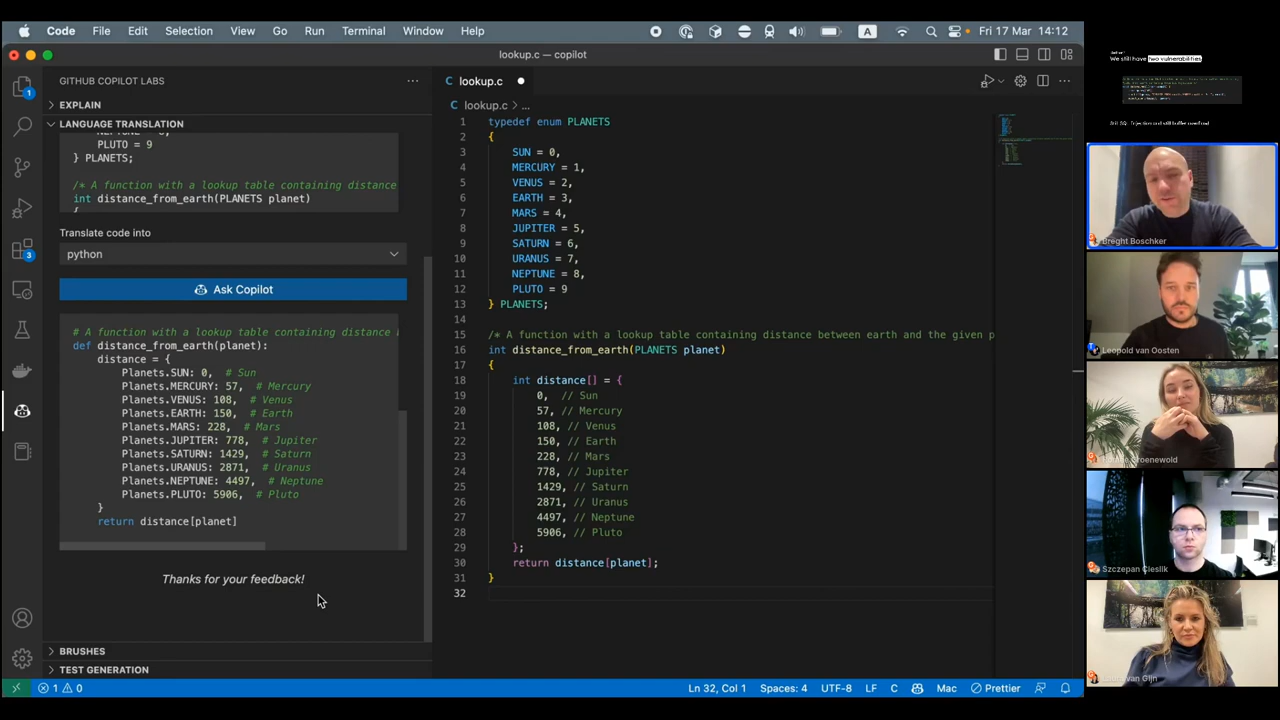 Code File Edit Selection View Go Run Terminal Window Help A Fri 17 Mar 14:12
lookup.c — copilot
GITHUB COPILOT LABS
EXPLAIN
LANGUAGE TRANSLATION
PLUTO = 9
} PLANETS;
/* A function with a lookup table containing distance
int distance_from_earth(PLANETS planet)
{
Translate code into
python
Ask Copilot
# A function with a lookup table containing distance
def distance_from_earth(planet):
distance = {
Planets.SUN: 0, # Sun
Planets.MERCURY: 57, # Mercury
Planets.VENUS: 108, # Venus
Planets.EARTH: 150, # Earth
Planets.MARS: 228, # Mars
Planets.JUPITER: 778, # Jupiter
Planets.SATURN: 1429, # Saturn
Planets.URANUS: 2871, # Uranus
Planets.NEPTUNE: 4497, # Neptune
Planets.PLUTO: 5906, # Pluto
}
return distance[planet]
Thanks for your feedback!
BRUSHES
TEST GENERATION
1
3
lookup.c
lookup.c > ...
1 typedef enum PLANETS
2 {
3 SUN = 0,
4 MERCURY = 1,
5 VENUS = 2,
6 EARTH = 3,
7 MARS = 4,
8 JUPITER = 5,
9 SATURN = 6,
10 URANUS = 7,
11 NEPTUNE = 8,
12 PLUTO = 9
13 } PLANETS;
14
15 /* A function with a lookup table containing distance between earth and the given p
16 int distance_from_earth(PLANETS planet)
17 {
18 int distance[] = {
19 0, // Sun
20 57, // Mercury
21 108, // Venus
22 150, // Earth
23 228, // Mars
24 778, // Jupiter
25 1429, // Saturn
26 2871, // Uranus
27 4497, // Neptune
28 5906, // Pluto
29 };
30 return distance[planet];
31 }
32
1 0 Ln 32, Col 1 Spaces: 4 UTF-8 LF C Mac Prettier
We still have two vulnerabilities
Breght Boschker
Leopold van Oosten
Groenewold
Szczepan Cieslik
van Gijn